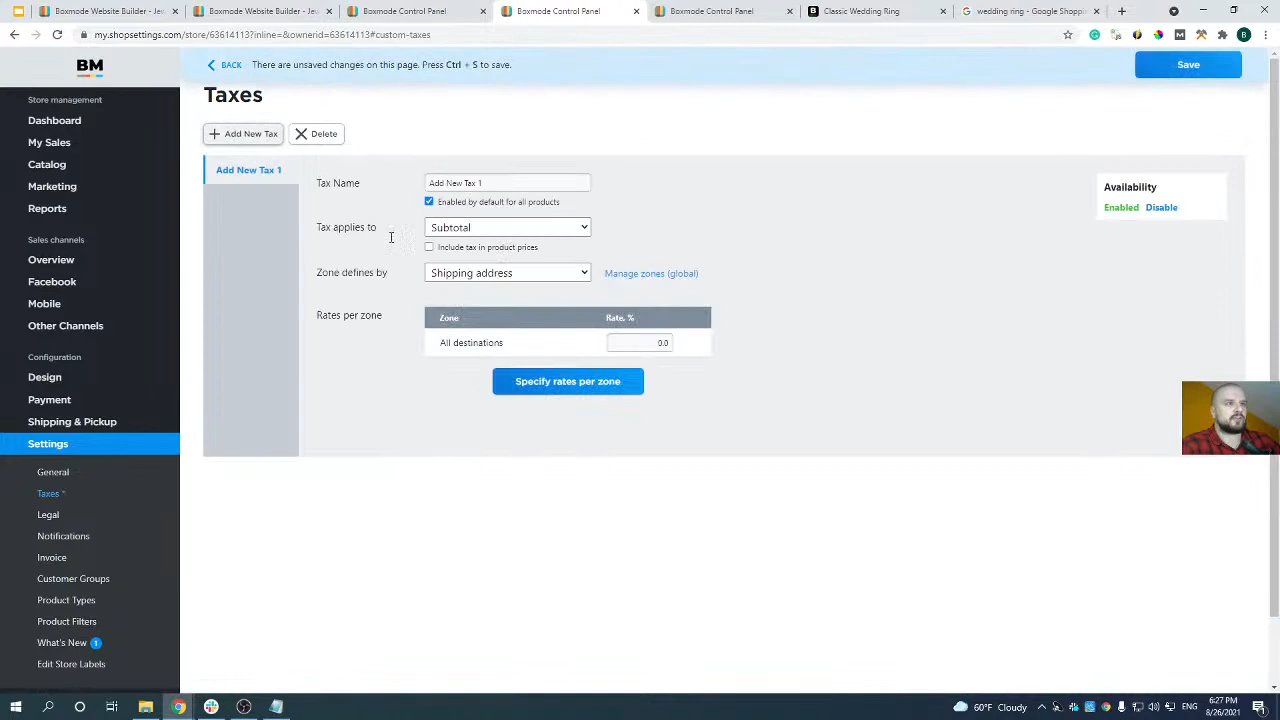 Boxmode Website Builder - Jew
Boxmode Website Builder - Jew
Boxmode Control Panel
Boxmode Control Panel
Boxmode Control Panel
Classic Wedding Ring
wedding ring - Google Shopping
my.shopsettings.com/store/63614113?inline=&ownerid=63614113#custom-taxes
B
BM
BACK
There are unsaved changes on this page. Press Ctrl + S to save.
Save
Store management
Dashboard
My Sales
Catalog
Marketing
Reports
Sales channels
Overview
Facebook
Mobile
Other Channels
Configuration
Design
Payment
Shipping & Pickup
Settings
General
Taxes
Legal
Notifications
Invoice
Customer Groups
Product Types
Product Filters
What's New 1
Edit Store Labels
Taxes
Add New Tax
Delete
Add New Tax 1
Tax Name
Add New Tax 1
Enabled by default for all products
Tax applies to
Subtotal
Include tax in product prices
Zone defines by
Shipping address
Manage zones (global)
Rates per zone
Zone
Rate, %
All destinations
0.0
Specify rates per zone
Availability
Enabled Disable
60°F Cloudy
ENG
6:27 PM
8/26/2021